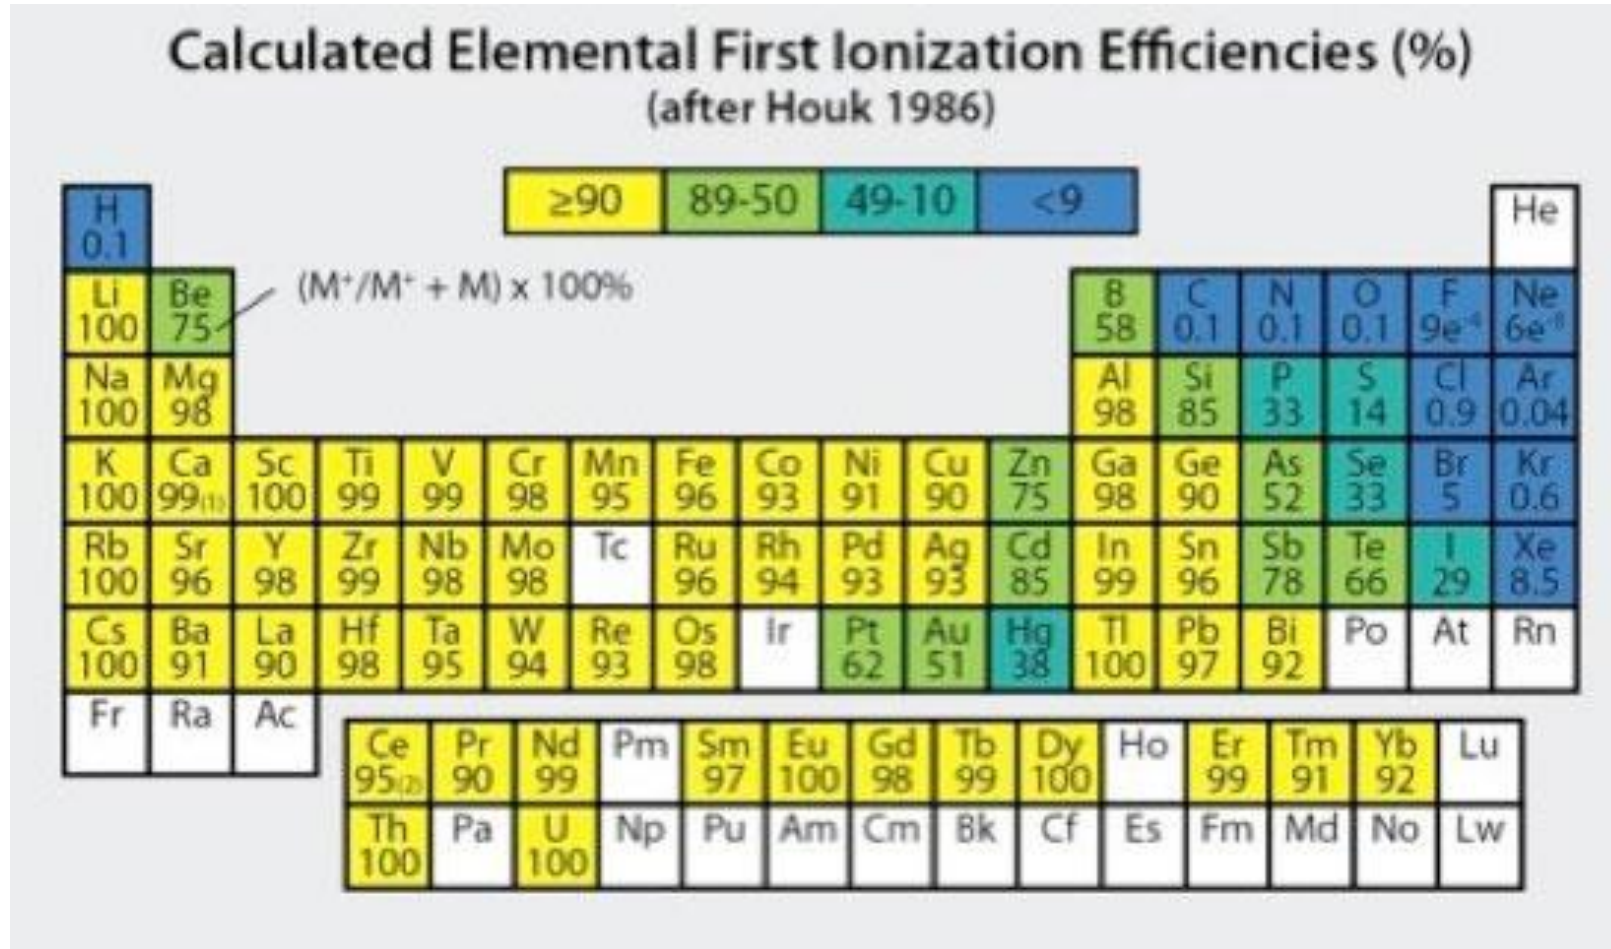 Calculated Elemental First Ionization Efficiencies (%)
(after Houk 1986)
≥90 89-50 49-10 <9
H He
0.1
(M⁺/M⁺ + M) x 100%
Li Be B C N O F Ne
100 75 58 0.1 0.1 0.1 9e⁻⁴ 6e⁻⁶
Na Mg Al Si P S Cl Ar
100 98 98 85 33 14 0.9 0.04
K Ca Sc Ti V Cr Mn Fe Co Ni Cu Zn Ga Ge As Se Br Kr
100 99(1) 100 99 99 98 95 96 93 91 90 75 98 90 52 33 5 0.6
Rb Sr Y Zr Nb Mo Tc Ru Rh Pd Ag Cd In Sn Sb Te I Xe
100 96 98 99 98 98 96 94 93 93 85 99 96 78 66 29 8.5
Cs Ba La Hf Ta W Re Os Ir Pt Au Hg Tl Pb Bi Po At Rn
100 91 90 98 95 94 93 98 62 51 38 100 97 92
Fr Ra Ac
Ce Pr Nd Pm Sm Eu Gd Tb Dy Ho Er Tm Yb Lu
95(2) 90 99 97 100 98 99 100 99 91 92
Th Pa U Np Pu Am Cm Bk Cf Es Fm Md No Lw
100 100